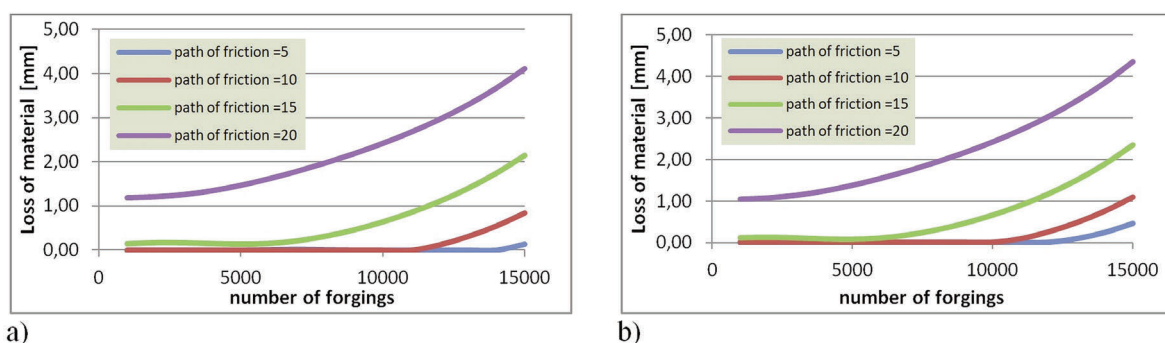 5,00
4,00
3,00
2,00
1,00
0,00
Loss of material [mm]
path of friction =5
path of friction =10
path of friction =15
path of friction =20
0
5000
10000
15000
number of forgings
a)
5,00
4,00
3,00
2,00
1,00
0,00
Loss of material [mm]
path of friction =5
path of friction =10
path of friction =15
path of friction =20
0
5000
10000
15000
number of forgings
b)